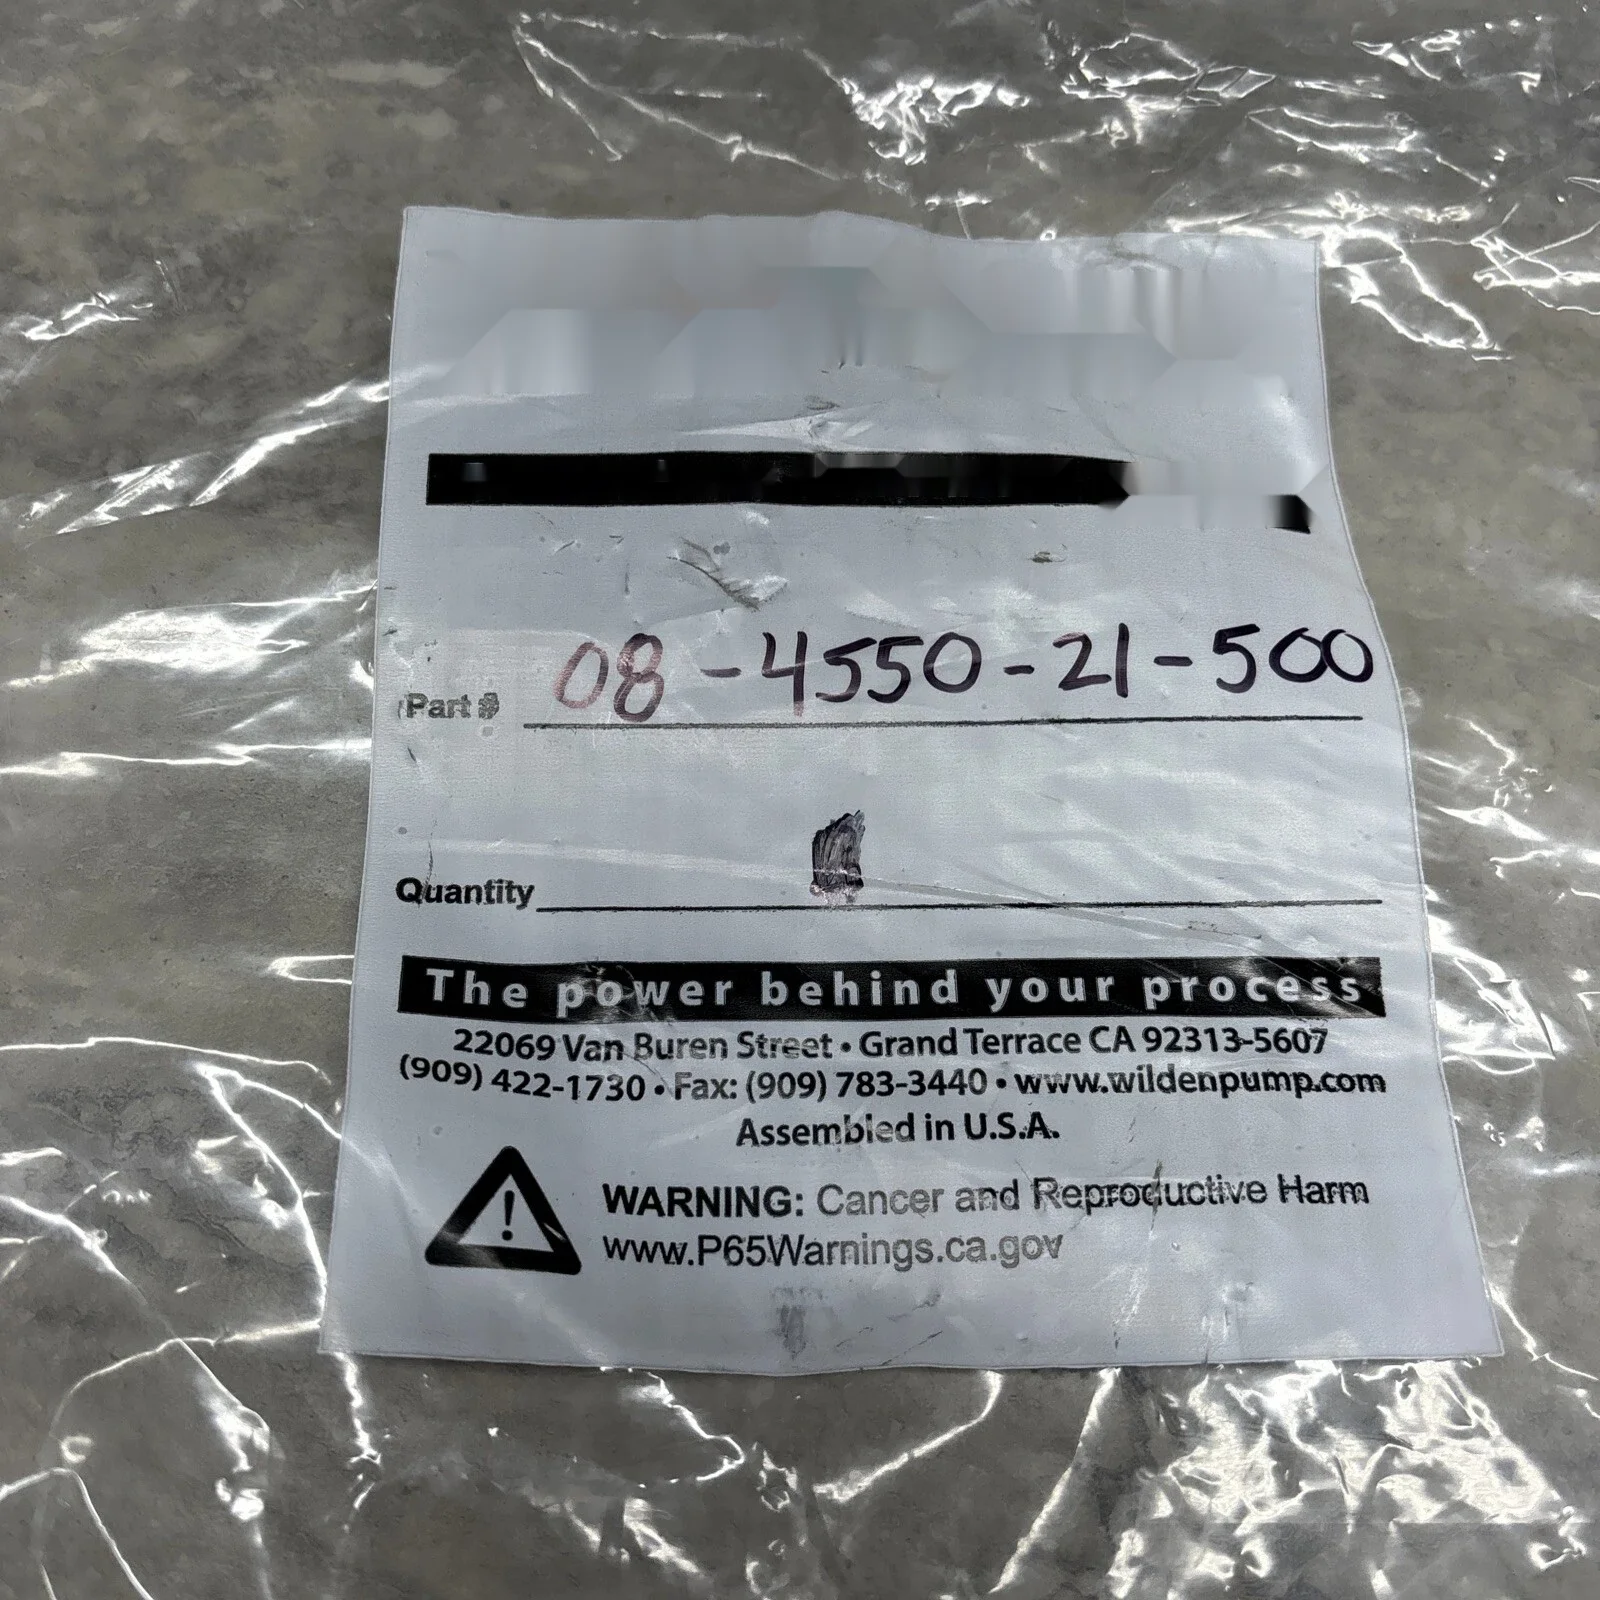 Part # 08-4550-21-500
Quantity
The power behind your process
22069 Van Buren Street • Grand Terrace CA 92313-5607
(909) 422-1730 • Fax: (909) 783-3440 • www.wildenpump.com
Assembled in U.S.A.
WARNING: Cancer and Reproductive Harm
www.P65Warnings.ca.gov